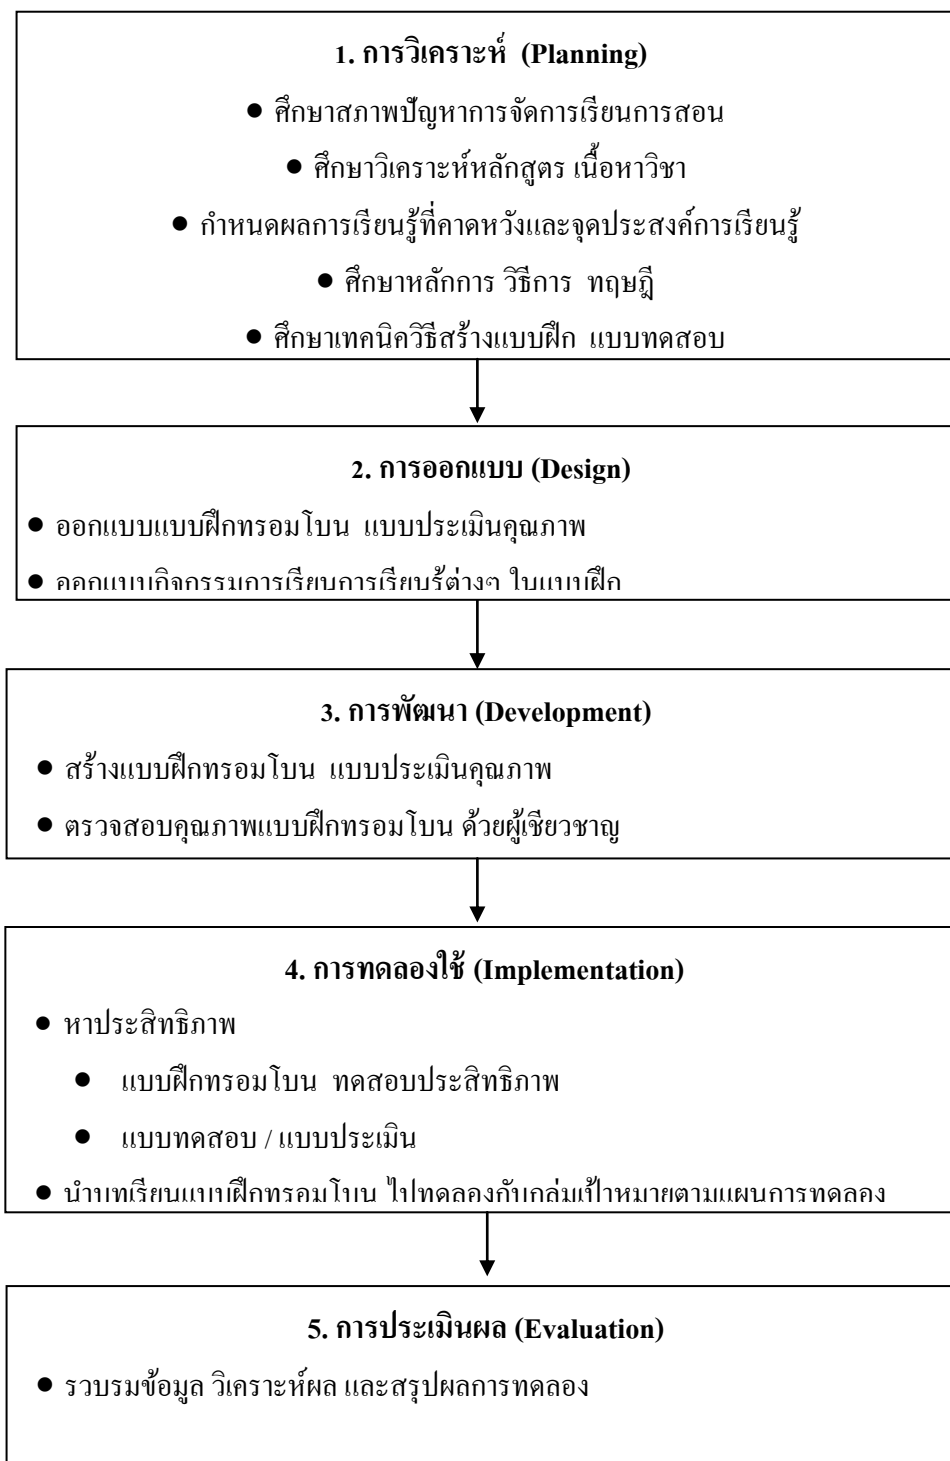 1. การวิเคราะห์ (Planning)
● ศึกษาสภาพปัญหาการจัดการเรียนการสอน
● ศึกษาวิเคราะห์หลักสูตร เนื้อหาวิชา
● กำหนดผลการเรียนรู้ที่คาดหวังและจุดประสงค์การเรียนรู้
● ศึกษาหลักการ วิธีการ ทฤษฎี
● ศึกษาเทคนิควิธีสร้างแบบฝึก แบบทดสอบ
2. การออกแบบ (Design)
● ออกแบบแบบฝึกทรอมโบน แบบประเมินคุณภาพ
● ออกแบบกิจกรรมการเรียนการเรียนรู้ต่างๆ ในแบบฝึก
3. การพัฒนา (Development)
● สร้างแบบฝึกทรอมโบน แบบประเมินคุณภาพ
● ตรวจสอบคุณภาพแบบฝึกทรอมโบน ด้วยผู้เชียวชาญ
4. การทดลองใช้ (Implementation)
● หาประสิทธิภาพ
● แบบฝึกทรอมโบน ทดสอบประสิทธิภาพ
● แบบทดสอบ / แบบประเมิน
● นำบทเรียนแบบฝึกทรอมโบน ไปทดลองกับกลุ่มเป้าหมายตามแผนการทดลอง
5. การประเมินผล (Evaluation)
● รวบรมข้อมูล วิเคราะห์ผล และสรุปผลการทดลอง